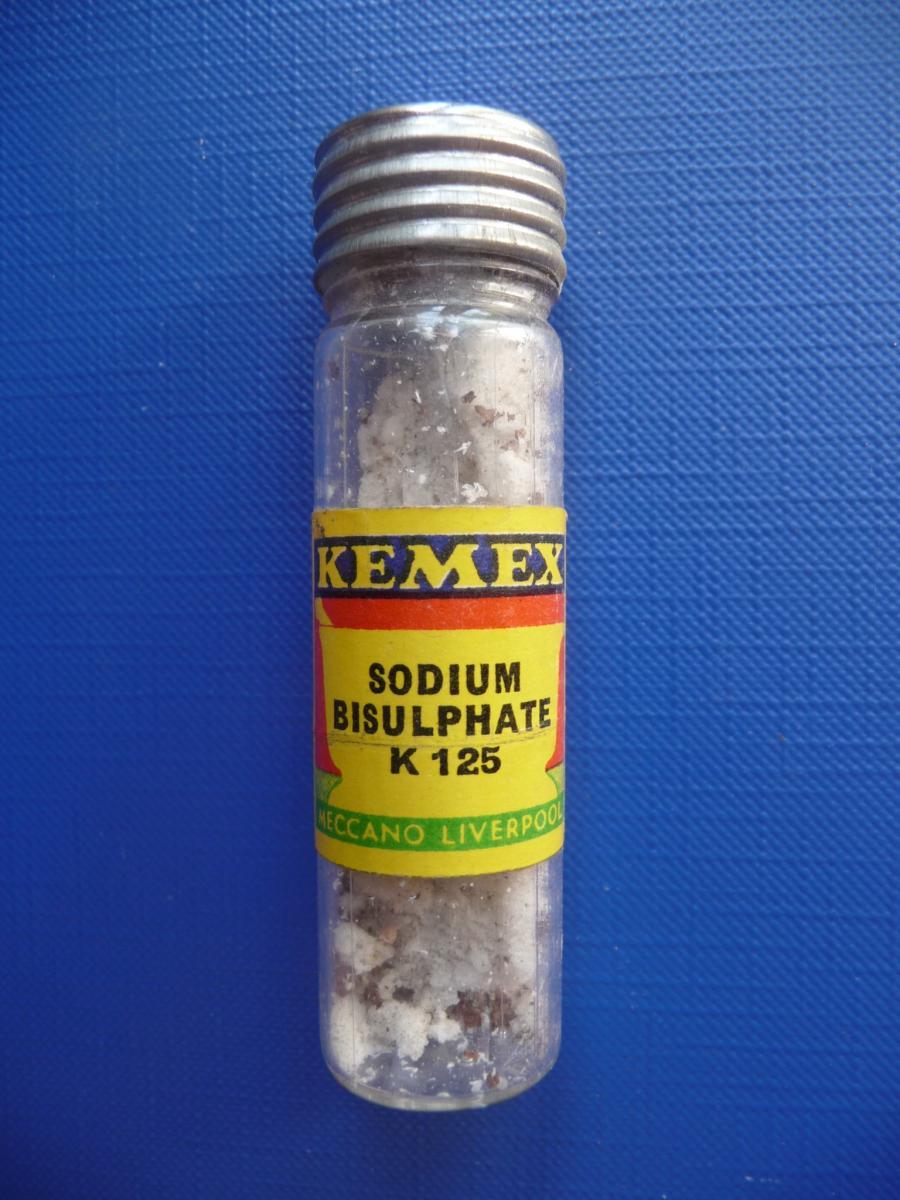 KEMEX
SODIUM
BISULPHATE
K 125
MECCANO LIVERPOOL